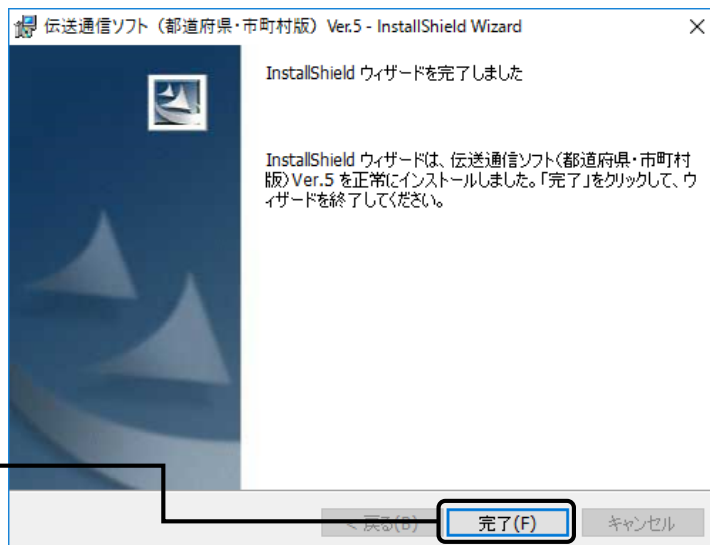 伝送通信ソフト（都道府県・市町村版）Ver.5 - InstallShield Wizard
InstallShield ウィザードを完了しました
InstallShield ウィザードは、伝送通信ソフト(都道府県・市町村
版)Ver.5 を正常にインストールしました。「完了」をクリックして、ウ
ィザードを終了してください。
< 戻る(B) 完了(F) キャンセル